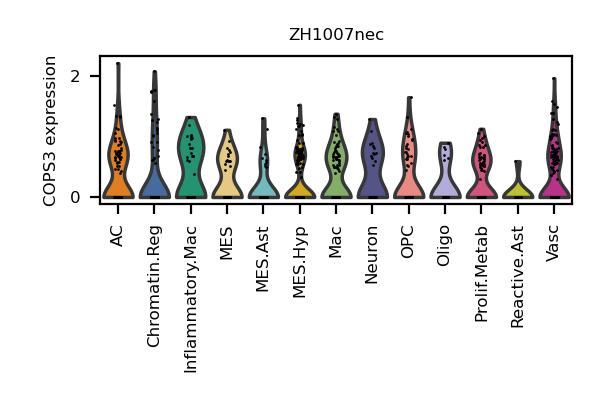 ZH1007nec
COPS3 expression
2
0
AC
Chromatin.Reg
Inflammatory.Mac
MES
MES.Ast
MES.Hyp
Mac
Neuron
OPC
Oligo
Prolif.Metab
Reactive.Ast
Vasc